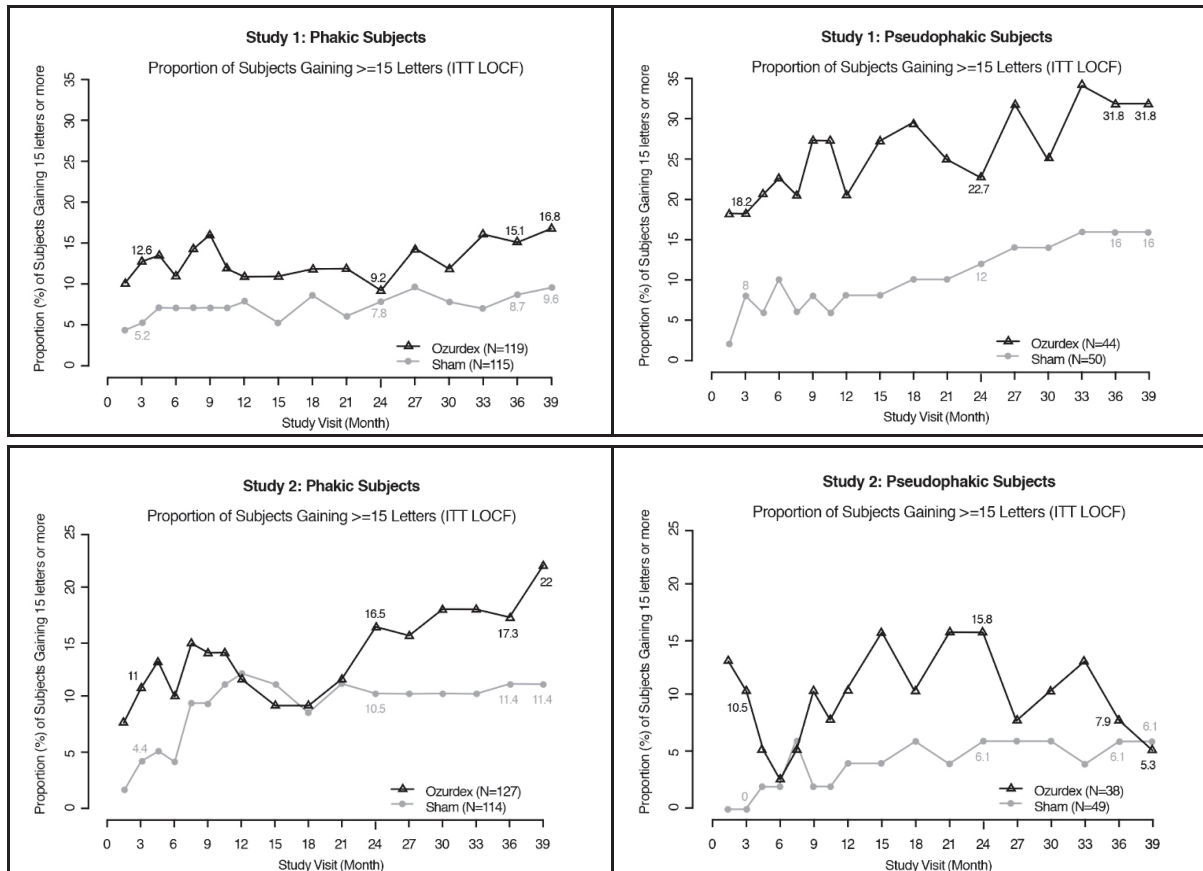 Study 1: Phakic Subjects
Proportion of Subjects Gaining >=15 Letters (ITT LOCF)
Proportion (%) of Subjects Gaining 15 letters or more
35
30
25
20
15
10
5
0
12.6
9.2
15.1
16.8
5.2
7.8
8.7
9.6
Ozurdex (N=119)
Sham (N=115)
0 3 6 9 12 15 18 21 24 27 30 33 36 39
Study Visit (Month)
Study 1: Pseudophakic Subjects
Proportion of Subjects Gaining >=15 Letters (ITT LOCF)
Proportion (%) of Subjects Gaining 15 letters or more
35
30
25
20
15
10
5
0
18.2
22.7
31.8 31.8
8
12
16 16
Ozurdex (N=44)
Sham (N=50)
0 3 6 9 12 15 18 21 24 27 30 33 36 39
Study Visit (Month)
Study 2: Phakic Subjects
Proportion of Subjects Gaining >=15 Letters (ITT LOCF)
Proportion (%) of Subjects Gaining 15 letters or more
25
20
15
10
5
0
11
16.5
17.3
22
4.4
10.5
11.4 11.4
Ozurdex (N=127)
Sham (N=114)
0 3 6 9 12 15 18 21 24 27 30 33 36 39
Study Visit (Month)
Study 2: Pseudophakic Subjects
Proportion of Subjects Gaining >=15 Letters (ITT LOCF)
Proportion (%) of Subjects Gaining 15 letters or more
25
20
15
10
5
0
10.5
15.8
7.9
5.3
0
6.1
6.1
6.1
Ozurdex (N=38)
Sham (N=49)
0 3 6 9 12 15 18 21 24 27 30 33 36 39
Study Visit (Month)